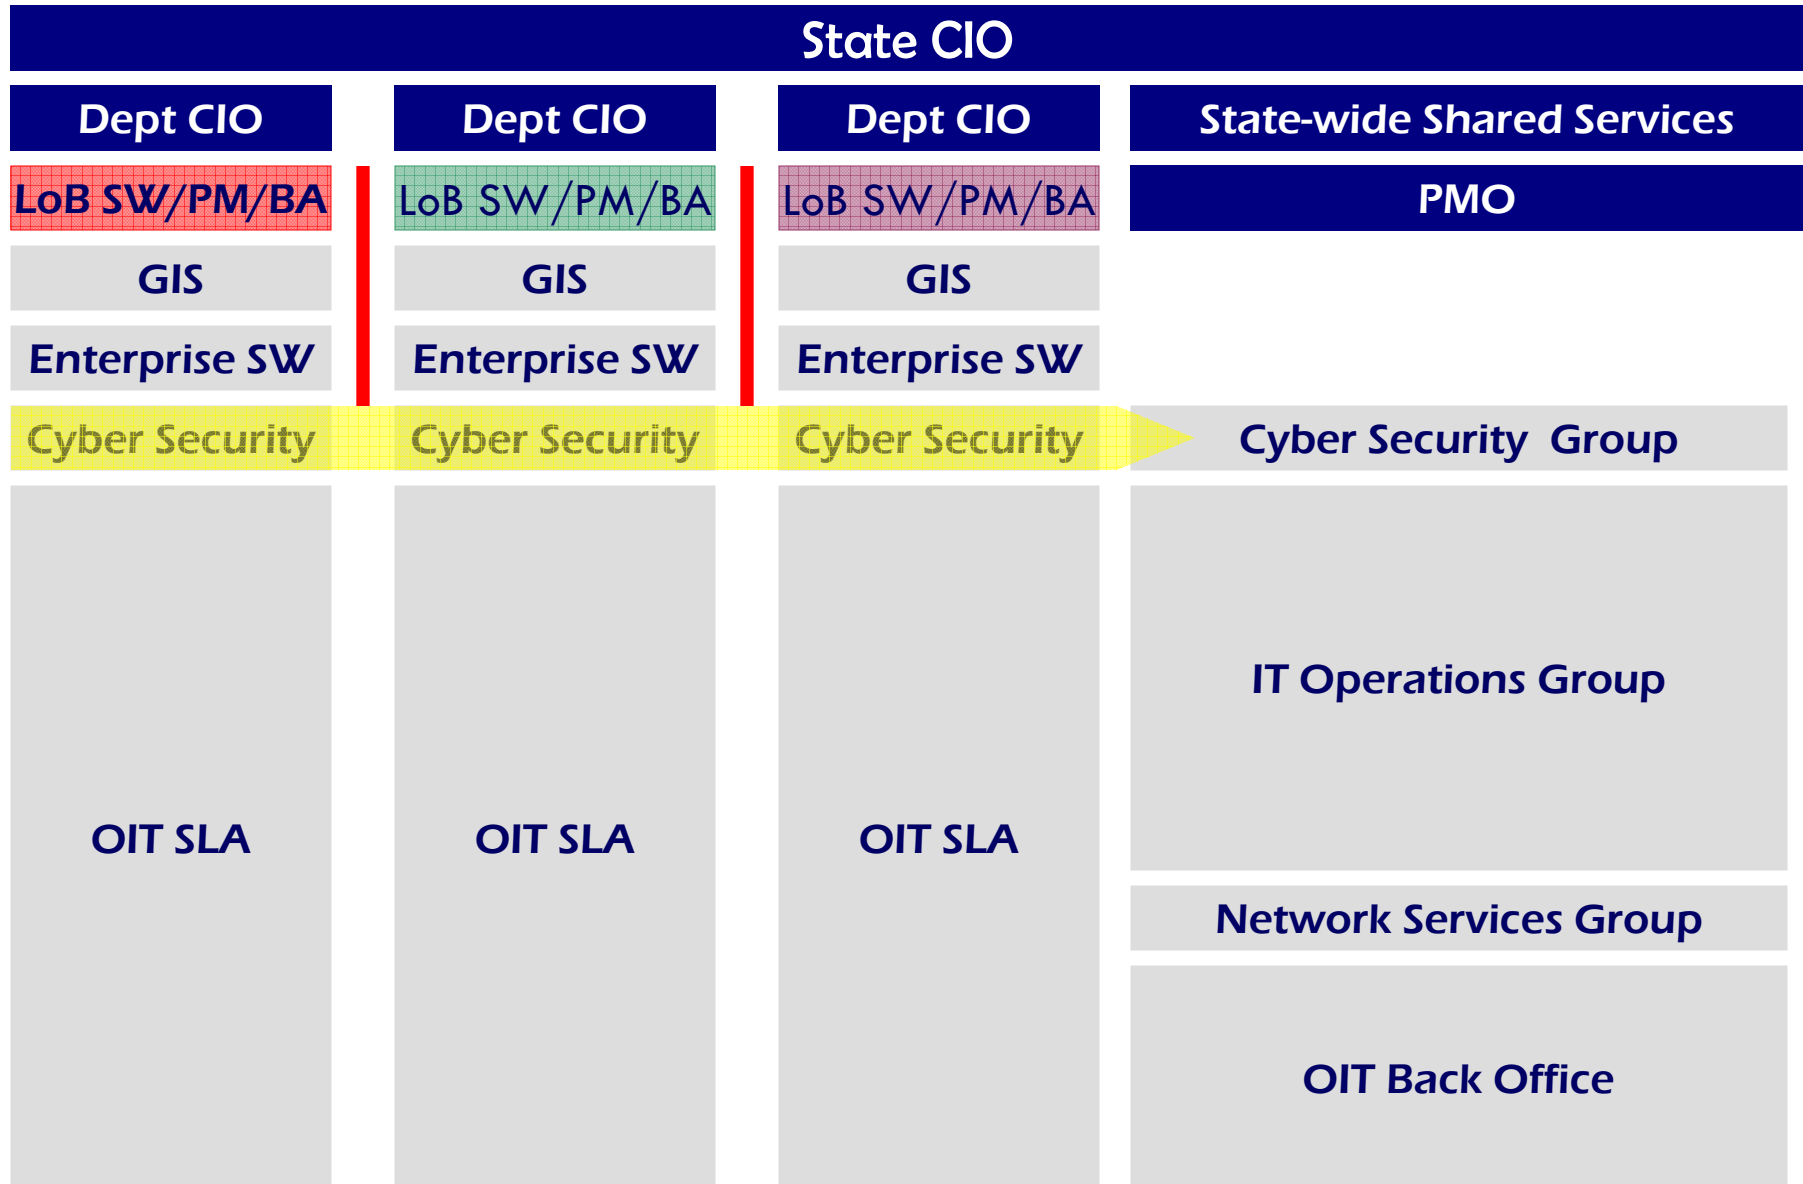 State CIO
Dept CIO
Dept CIO
Dept CIO
State-wide Shared Services
LoB SW/PM/BA
LoB SW/PM/BA
LoB SW/PM/BA
PMO
GIS
GIS
GIS
Enterprise SW
Enterprise SW
Enterprise SW
Cyber Security
Cyber Security
Cyber Security
Cyber Security Group
IT Operations Group
OIT SLA
OIT SLA
OIT SLA
Network Services Group
OIT Back Office